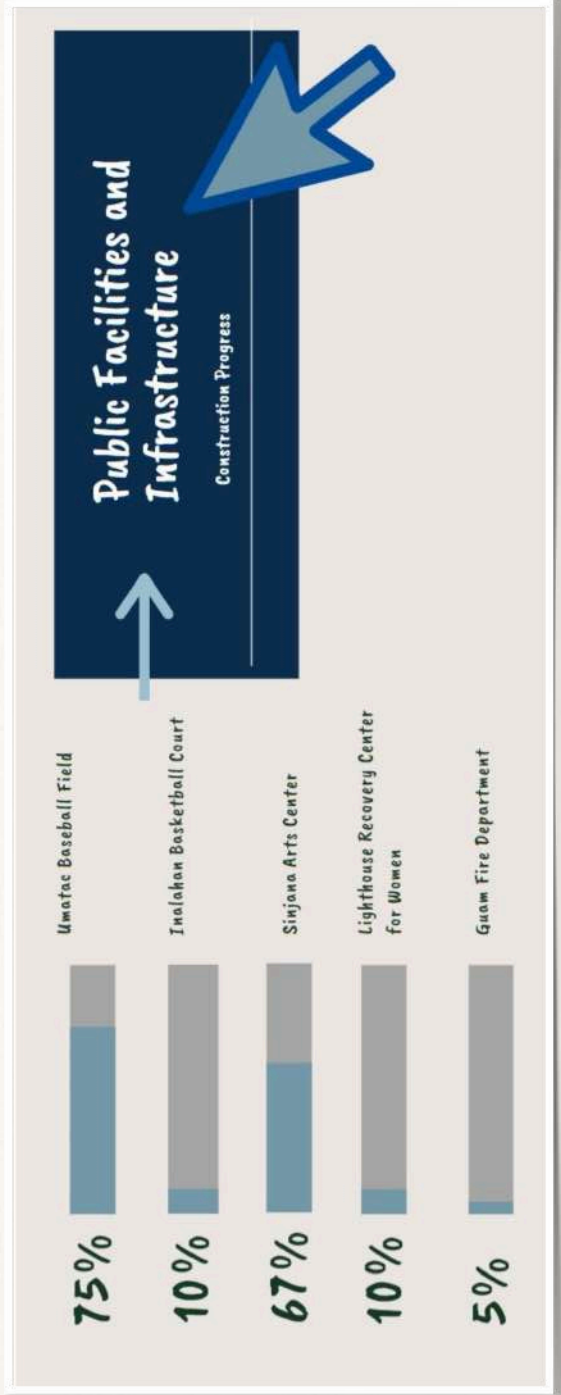 Public Facilities and
Infrastructure
Construction Progress
75%
Umatac Baseball Field
10%
Inalahan Basketball Court
67%
Sinjana Arts Center
10%
Lighthouse Recovery Center
for Women
5%
Guam Fire Department